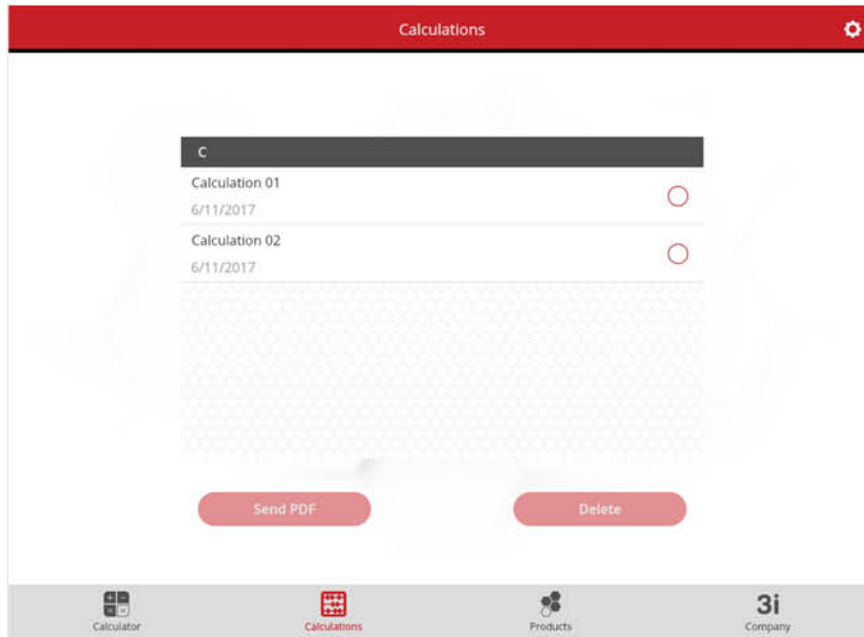 Calculations
C
Calculation 01
6/11/2017
Calculation 02
6/11/2017
Send PDF
Delete
Calculator
Calculations
Products
3i
Company